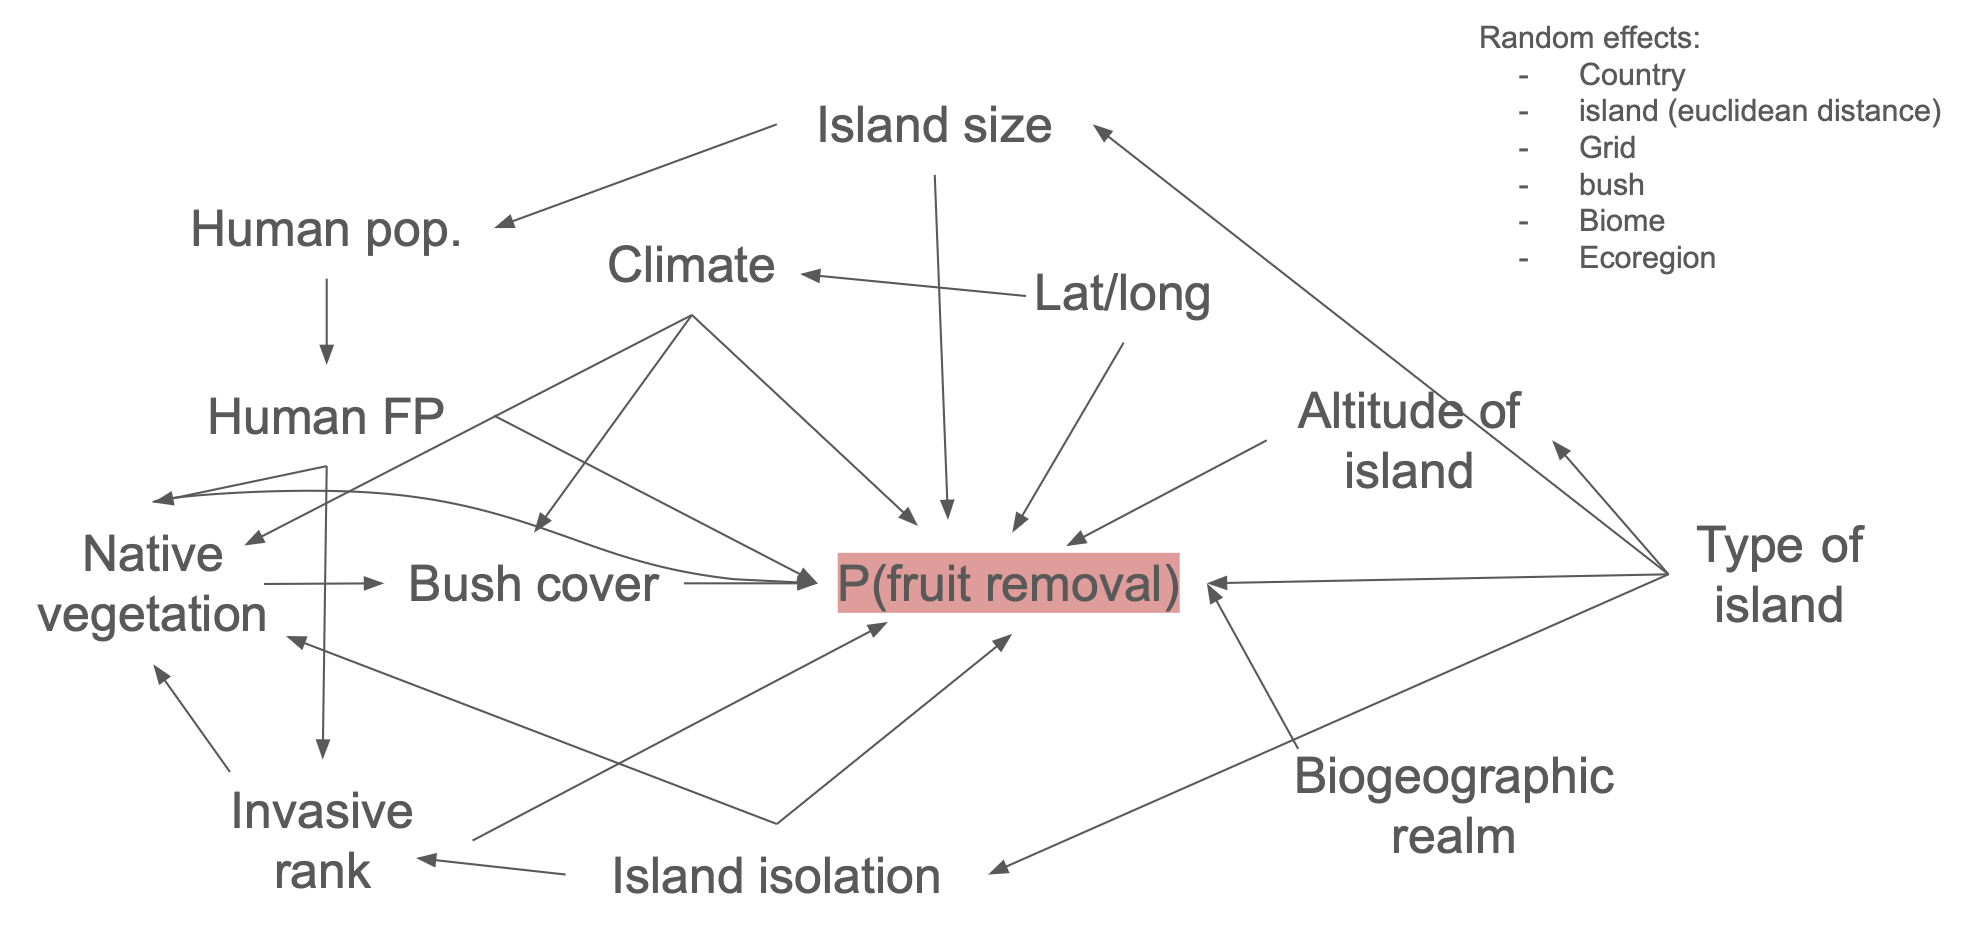 Random effects:
- Country
- island (euclidean distance)
- Grid
- bush
- Biome
- Ecoregion
Island size
Human pop.
Climate
Lat/long
Human FP
Altitude of
island
Native
vegetation
Bush cover
P(fruit removal)
Type of
island
Invasive
rank
Island isolation
Biogeographic
realm